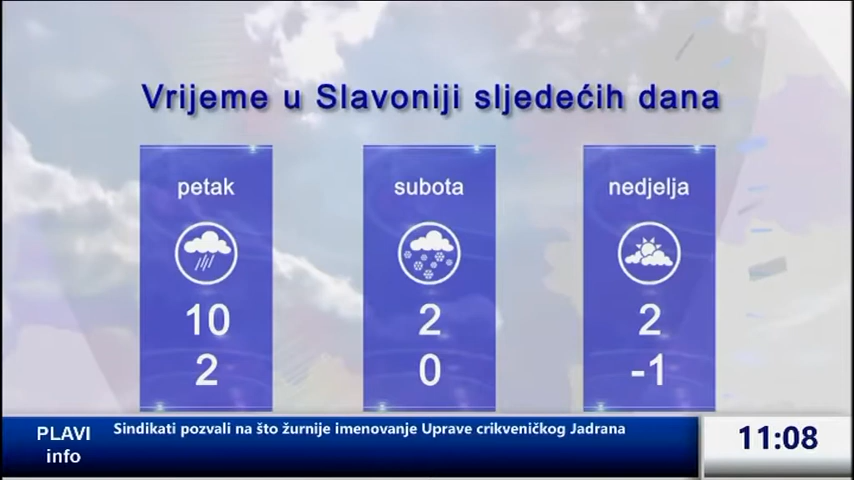 Vrijeme u Slavoniji sljedećih dana
petak
10
2
subota
2
0
nedjelja
2
-1
PLAVI
info
Sindikati pozvali na što žurnije imenovanje Uprave crikveničkog Jadrana
11:08